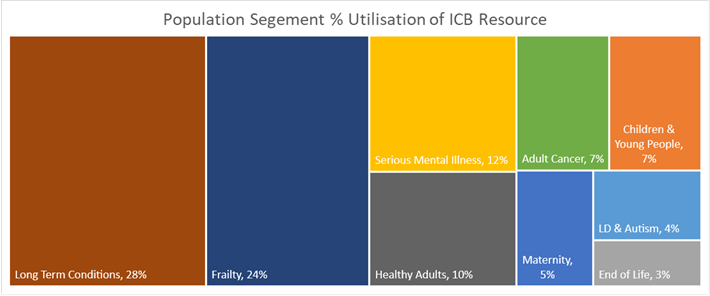 Population Segement % Utilisation of ICB Resource
Long Term Conditions, 28%
Frailty, 24%
Serious Mental Illness, 12%
Healthy Adults, 10%
Adult Cancer, 7%
Children &
Young People,
7%
Maternity,
5%
LD & Autism, 4%
End of Life, 3%